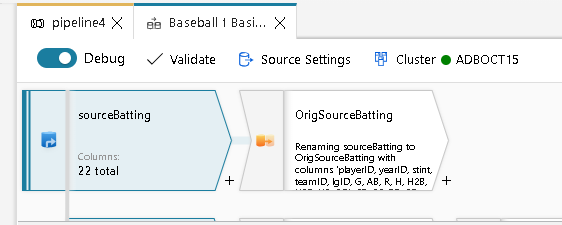 pipeline4
Baseball 1 Basi...
Debug
Validate
Source Settings
Cluster
ADBOCT15
sourceBatting
Columns:
22 total
+
OrigSourceBatting
Renaming sourceBatting to
OrigSourceBatting with
columns 'playerID, yearID, stint,
teamID, lgID, G, AB, R, H, H2B,
+